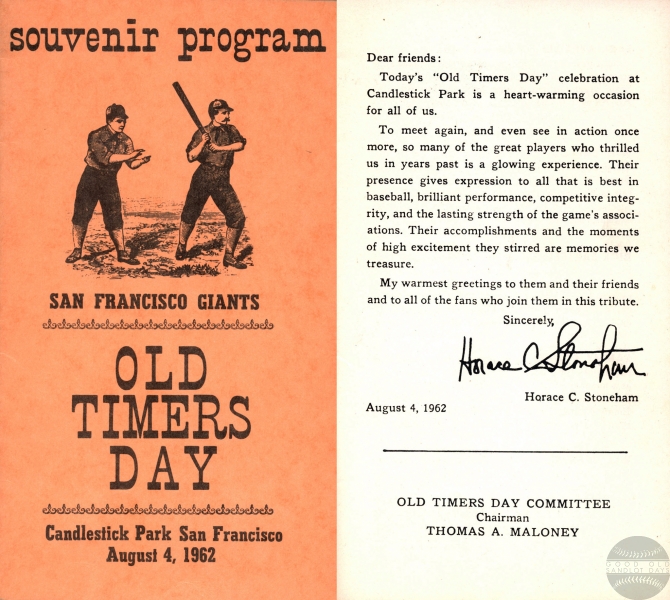 souvenir program
SAN FRANCISCO GIANTS
OLD
TIMERS
DAY
Candlestick Park San Francisco
August 4, 1962
Dear friends:
Today's "Old Timers Day" celebration at
Candlestick Park is a heart-warming occasion
for all of us.
To meet again, and even see in action once
more, so many of the great players who thrilled
us in years past is a glowing experience. Their
presence gives expression to all that is best in
baseball, brilliant performance, competitive integ-
rity, and the lasting strength of the game's associ-
ations. Their accomplishments and the moments
of high excitement they stirred are memories we
treasure.
My warmest greetings to them and their friends
and to all of the fans who join them in this tribute.
Sincerely,
Horace C Stoneham
Horace C. Stoneham
August 4, 1962
OLD TIMERS DAY COMMITTEE
Chairman
THOMAS A. MALONEY
GOOD OLD
SANDLOT DAYS